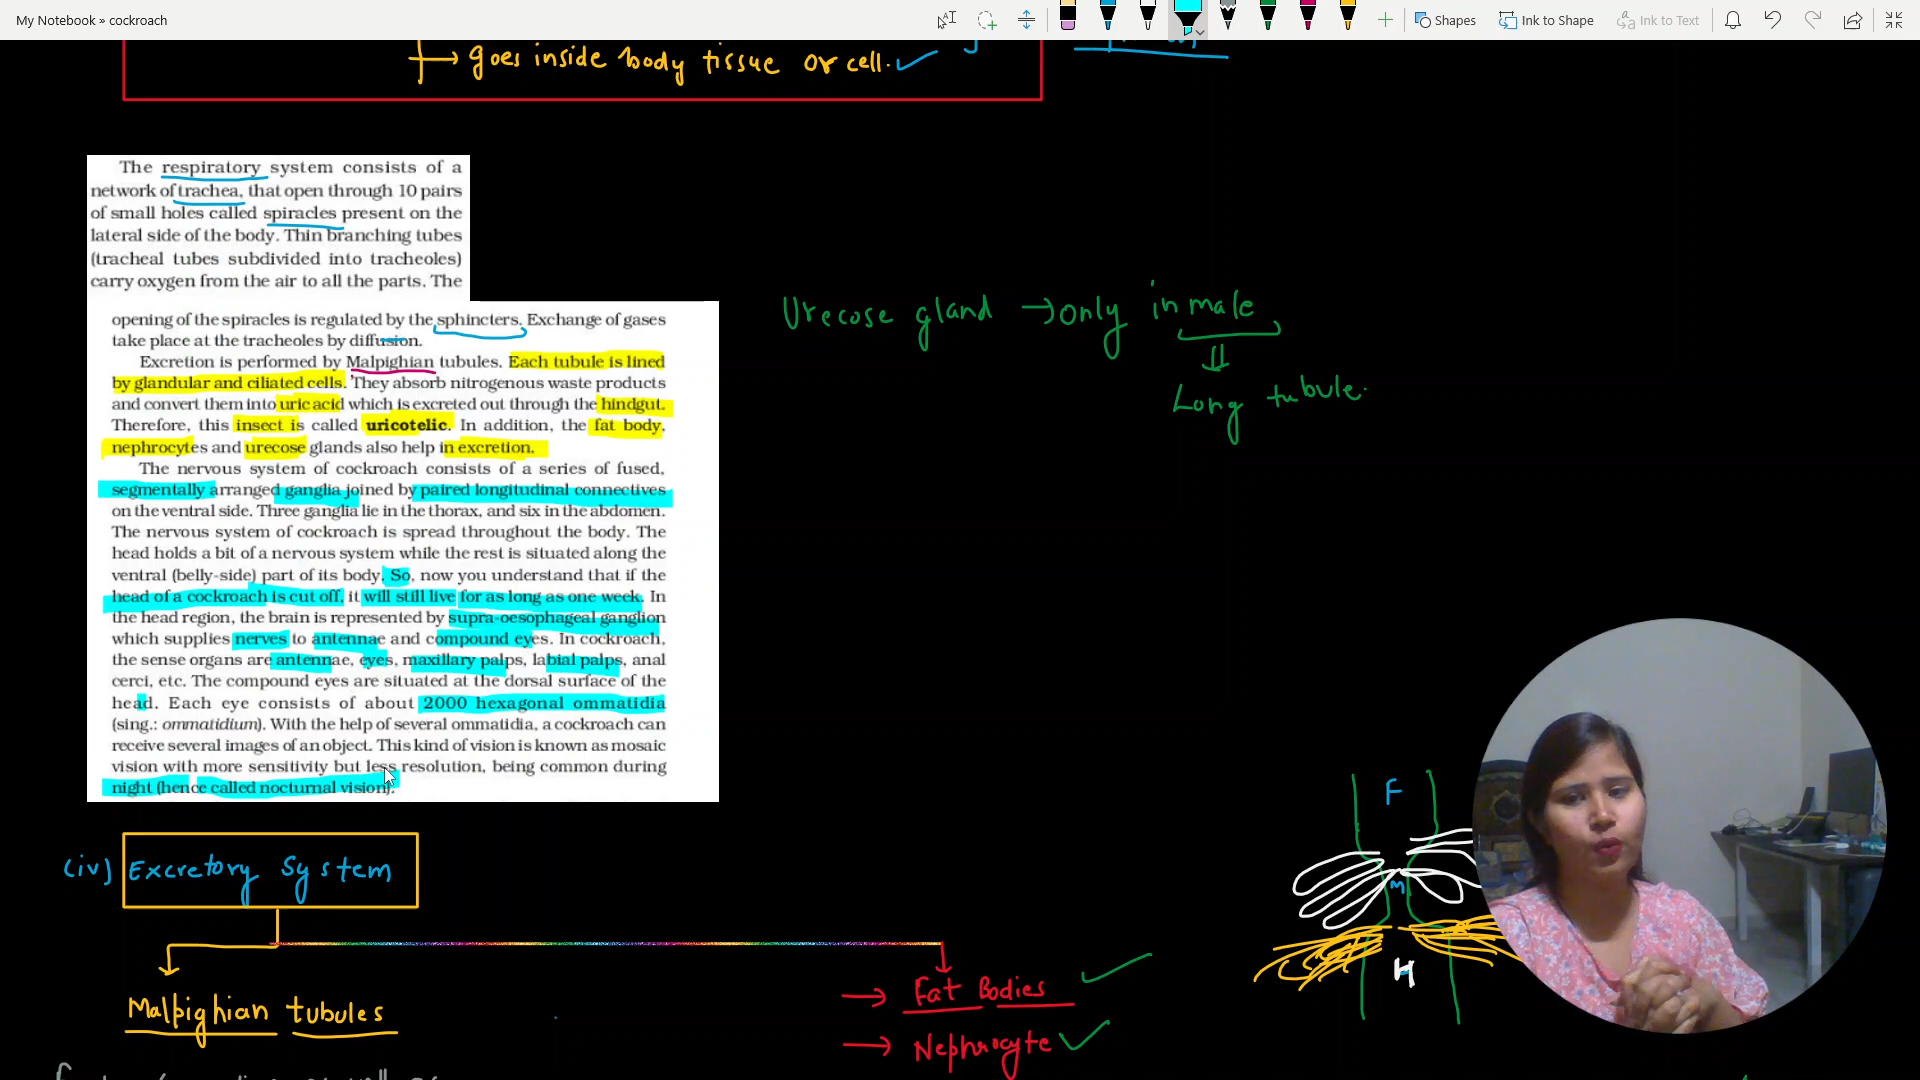 My Notebook » cockroach
Shapes
Ink to Shape
Ink to Text
goes inside body tissue or cell.
The respiratory system consists of a
network of trachea, that open through 10 pairs
of small holes called spiracles present on the
lateral side of the body. Thin branching tubes
(tracheal tubes subdivided into tracheoles)
carry oxygen from the air to all the parts. The
opening of the spiracles is regulated by the sphincters. Exchange of gases
take place at the tracheoles by diffusion.
Excretion is performed by Malpighian tubules. Each tubule is lined
by glandular and ciliated cells. They absorb nitrogenous waste products
and convert them into uric acid which is excreted out through the hindgut.
Therefore, this insect is called uricotelic. In addition, the fat body,
nephrocytes and urecose glands also help in excretion.
The nervous system of cockroach consists of a series of fused,
segmentally arranged ganglia joined by paired longitudinal connectives
on the ventral side. Three ganglia lie in the thorax, and six in the abdomen.
The nervous system of cockroach is spread throughout the body. The
head holds a bit of a nervous system while the rest is situated along the
ventral (belly-side) part of its body. So, now you understand that if the
head of a cockroach is cut off, it will still live for as long as one week. In
the head region, the brain is represented by supra-oesophageal ganglion
which supplies nerves to antennae and compound eyes. In cockroach,
the sense organs are antennae, eyes, maxillary palps, labial palps, anal
cerci, etc. The compound eyes are situated at the dorsal surface of the
head. Each eye consists of about 2000 hexagonal ommatidia
(sing.: ommatidium). With the help of several ommatidia, a cockroach can
receive several images of an object. This kind of vision is known as mosaic
vision with more sensitivity but less resolution, being common during
night (hence called nocturnal vision).
Urecose gland → only in male
⇓
Long tubule.
F
M
H
(iv) Excretory System
Malpighian tubules
→ Fat Bodies
→ Nephrocyte